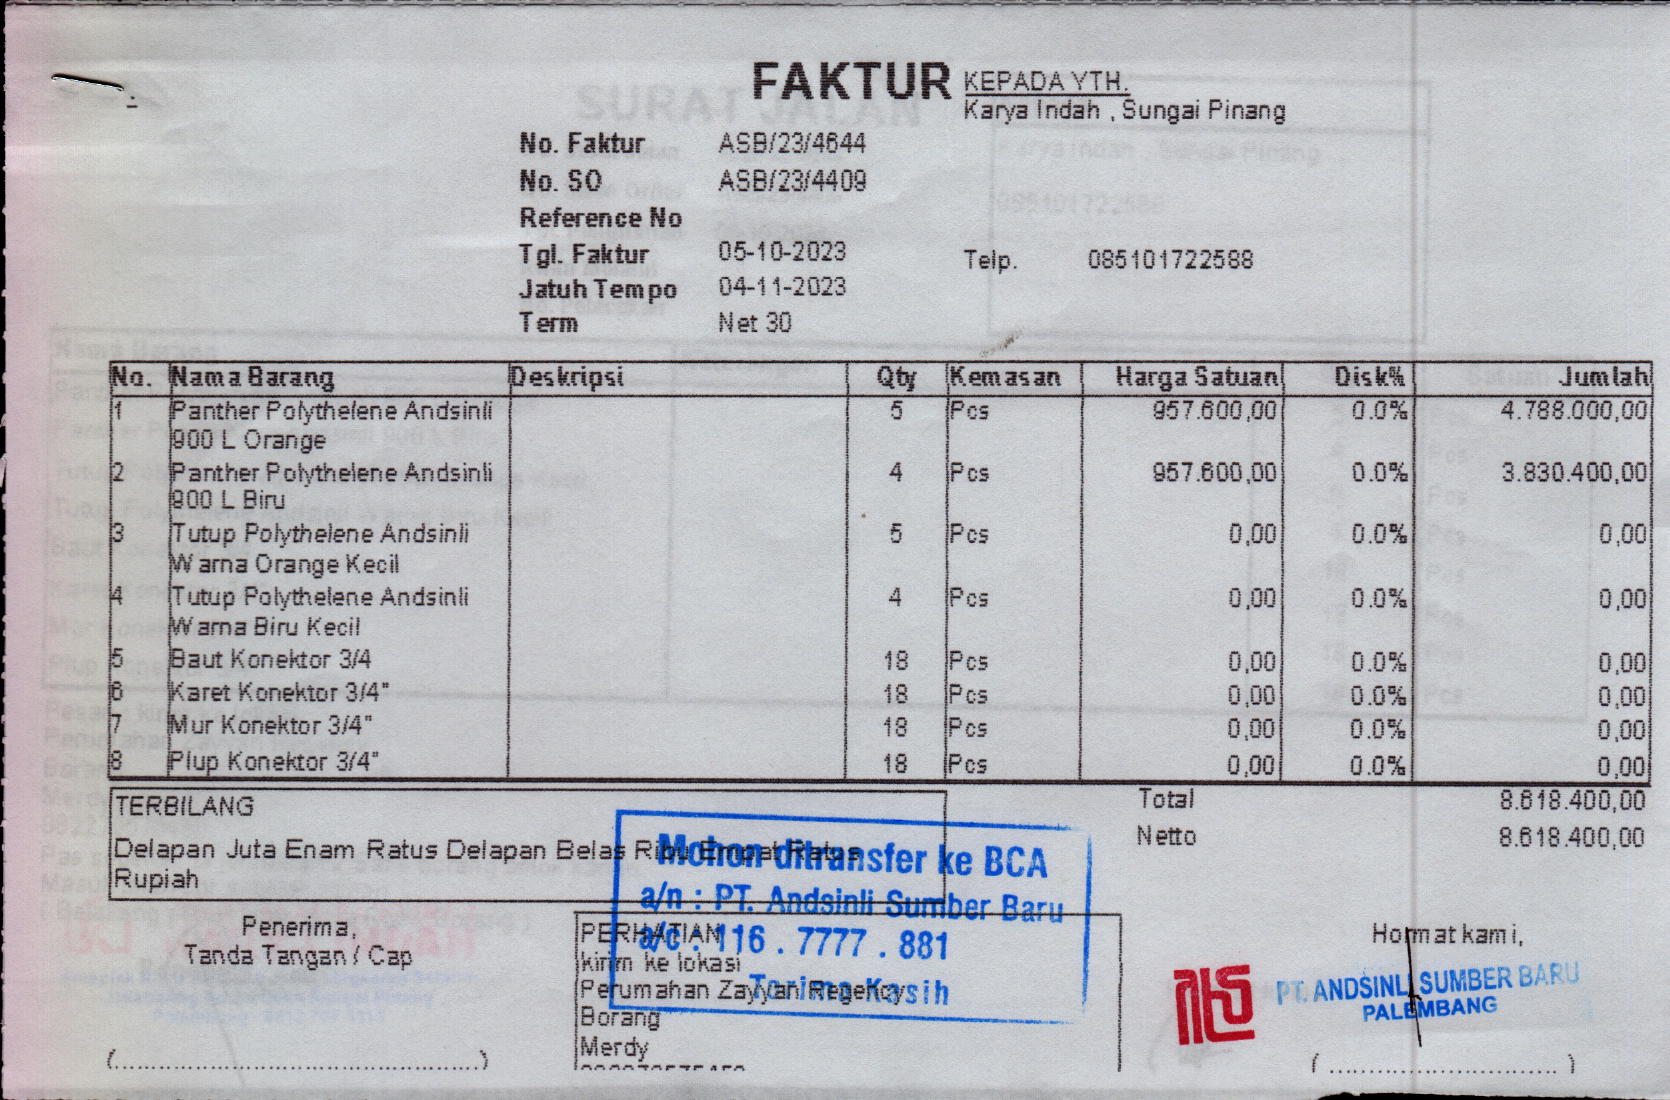 FAKTUR
KEPADA YTH.
Karya Indah , Sungai Pinang
No. Faktur ASB/23/4644
No. SO ASB/23/4409
Reference No
Tgl. Faktur 05-10-2023
Telp. 085101722588
Jatuh Tempo 04-11-2023
Term Net 30
No. Nama Barang Deskripsi Qty Kemasan Harga Satuan Disk% Jumlah
1 Panther Polythelene Andsinli 5 Pcs 957.600,00 0.0% 4.788.000,00
900 L Orange
2 Panther Polythelene Andsinli 4 Pcs 957.600,00 0.0% 3.830.400,00
900 L Biru
3 Tutup Polythelene Andsinli 5 Pcs 0,00 0.0% 0,00
Warna Orange Kecil
4 Tutup Polythelene Andsinli 4 Pcs 0,00 0.0% 0,00
Warna Biru Kecil
5 Baut Konektor 3/4 18 Pcs 0,00 0.0% 0,00
6 Karet Konektor 3/4" 18 Pcs 0,00 0.0% 0,00
7 Mur Konektor 3/4" 18 Pcs 0,00 0.0% 0,00
8 Plup Konektor 3/4" 18 Pcs 0,00 0.0% 0,00
TERBILANG
Total 8.618.400,00
Netto 8.618.400,00
Delapan Juta Enam Ratus Delapan Belas Ribu Empat Ratus
Rupiah
Mohon ditransfer ke BCA
a/n : PT. Andsinli Sumber Baru
a/c : 116 . 7777 . 881
Terima Kasih
Penerima,
Tanda Tangan / Cap
(................................................)
PERHATIAN
kirim ke lokasi
Perumahan Zayyan Regency
Borang
Merdy
Hormat kami,
PT. ANDSINLI SUMBER BARU
PALEMBANG
( .............................. )